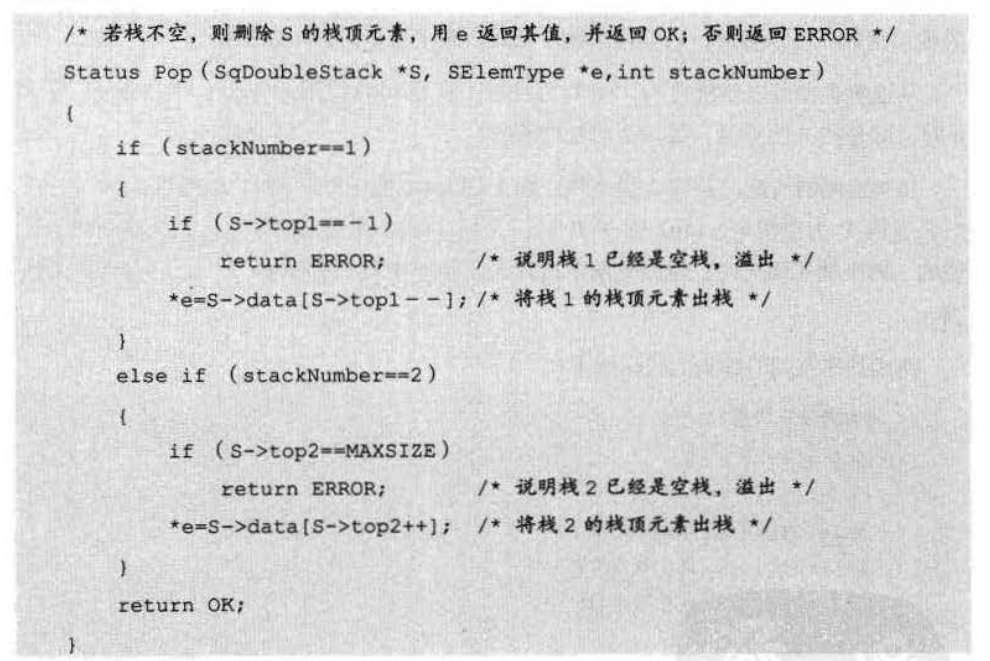 /* 若栈不空，则删除 S 的栈顶元素，用 e 返回其值，并返回 OK；否则返回 ERROR */
Status Pop (SqDoubleStack *S, SElemType *e,int stackNumber)
{
    if (stackNumber==1)
    {
        if (S->top1==-1)
            return ERROR;        /* 说明栈 1 已经是空栈，溢出 */
        *e=S->data[S->top1--]; /* 将栈 1 的栈顶元素出栈 */
    }
    else if (stackNumber==2)
    {
        if (S->top2==MAXSIZE)
            return ERROR;        /* 说明栈 2 已经是空栈，溢出 */
        *e=S->data[S->top2++]; /* 将栈 2 的栈顶元素出栈 */
    }
    return OK;
}